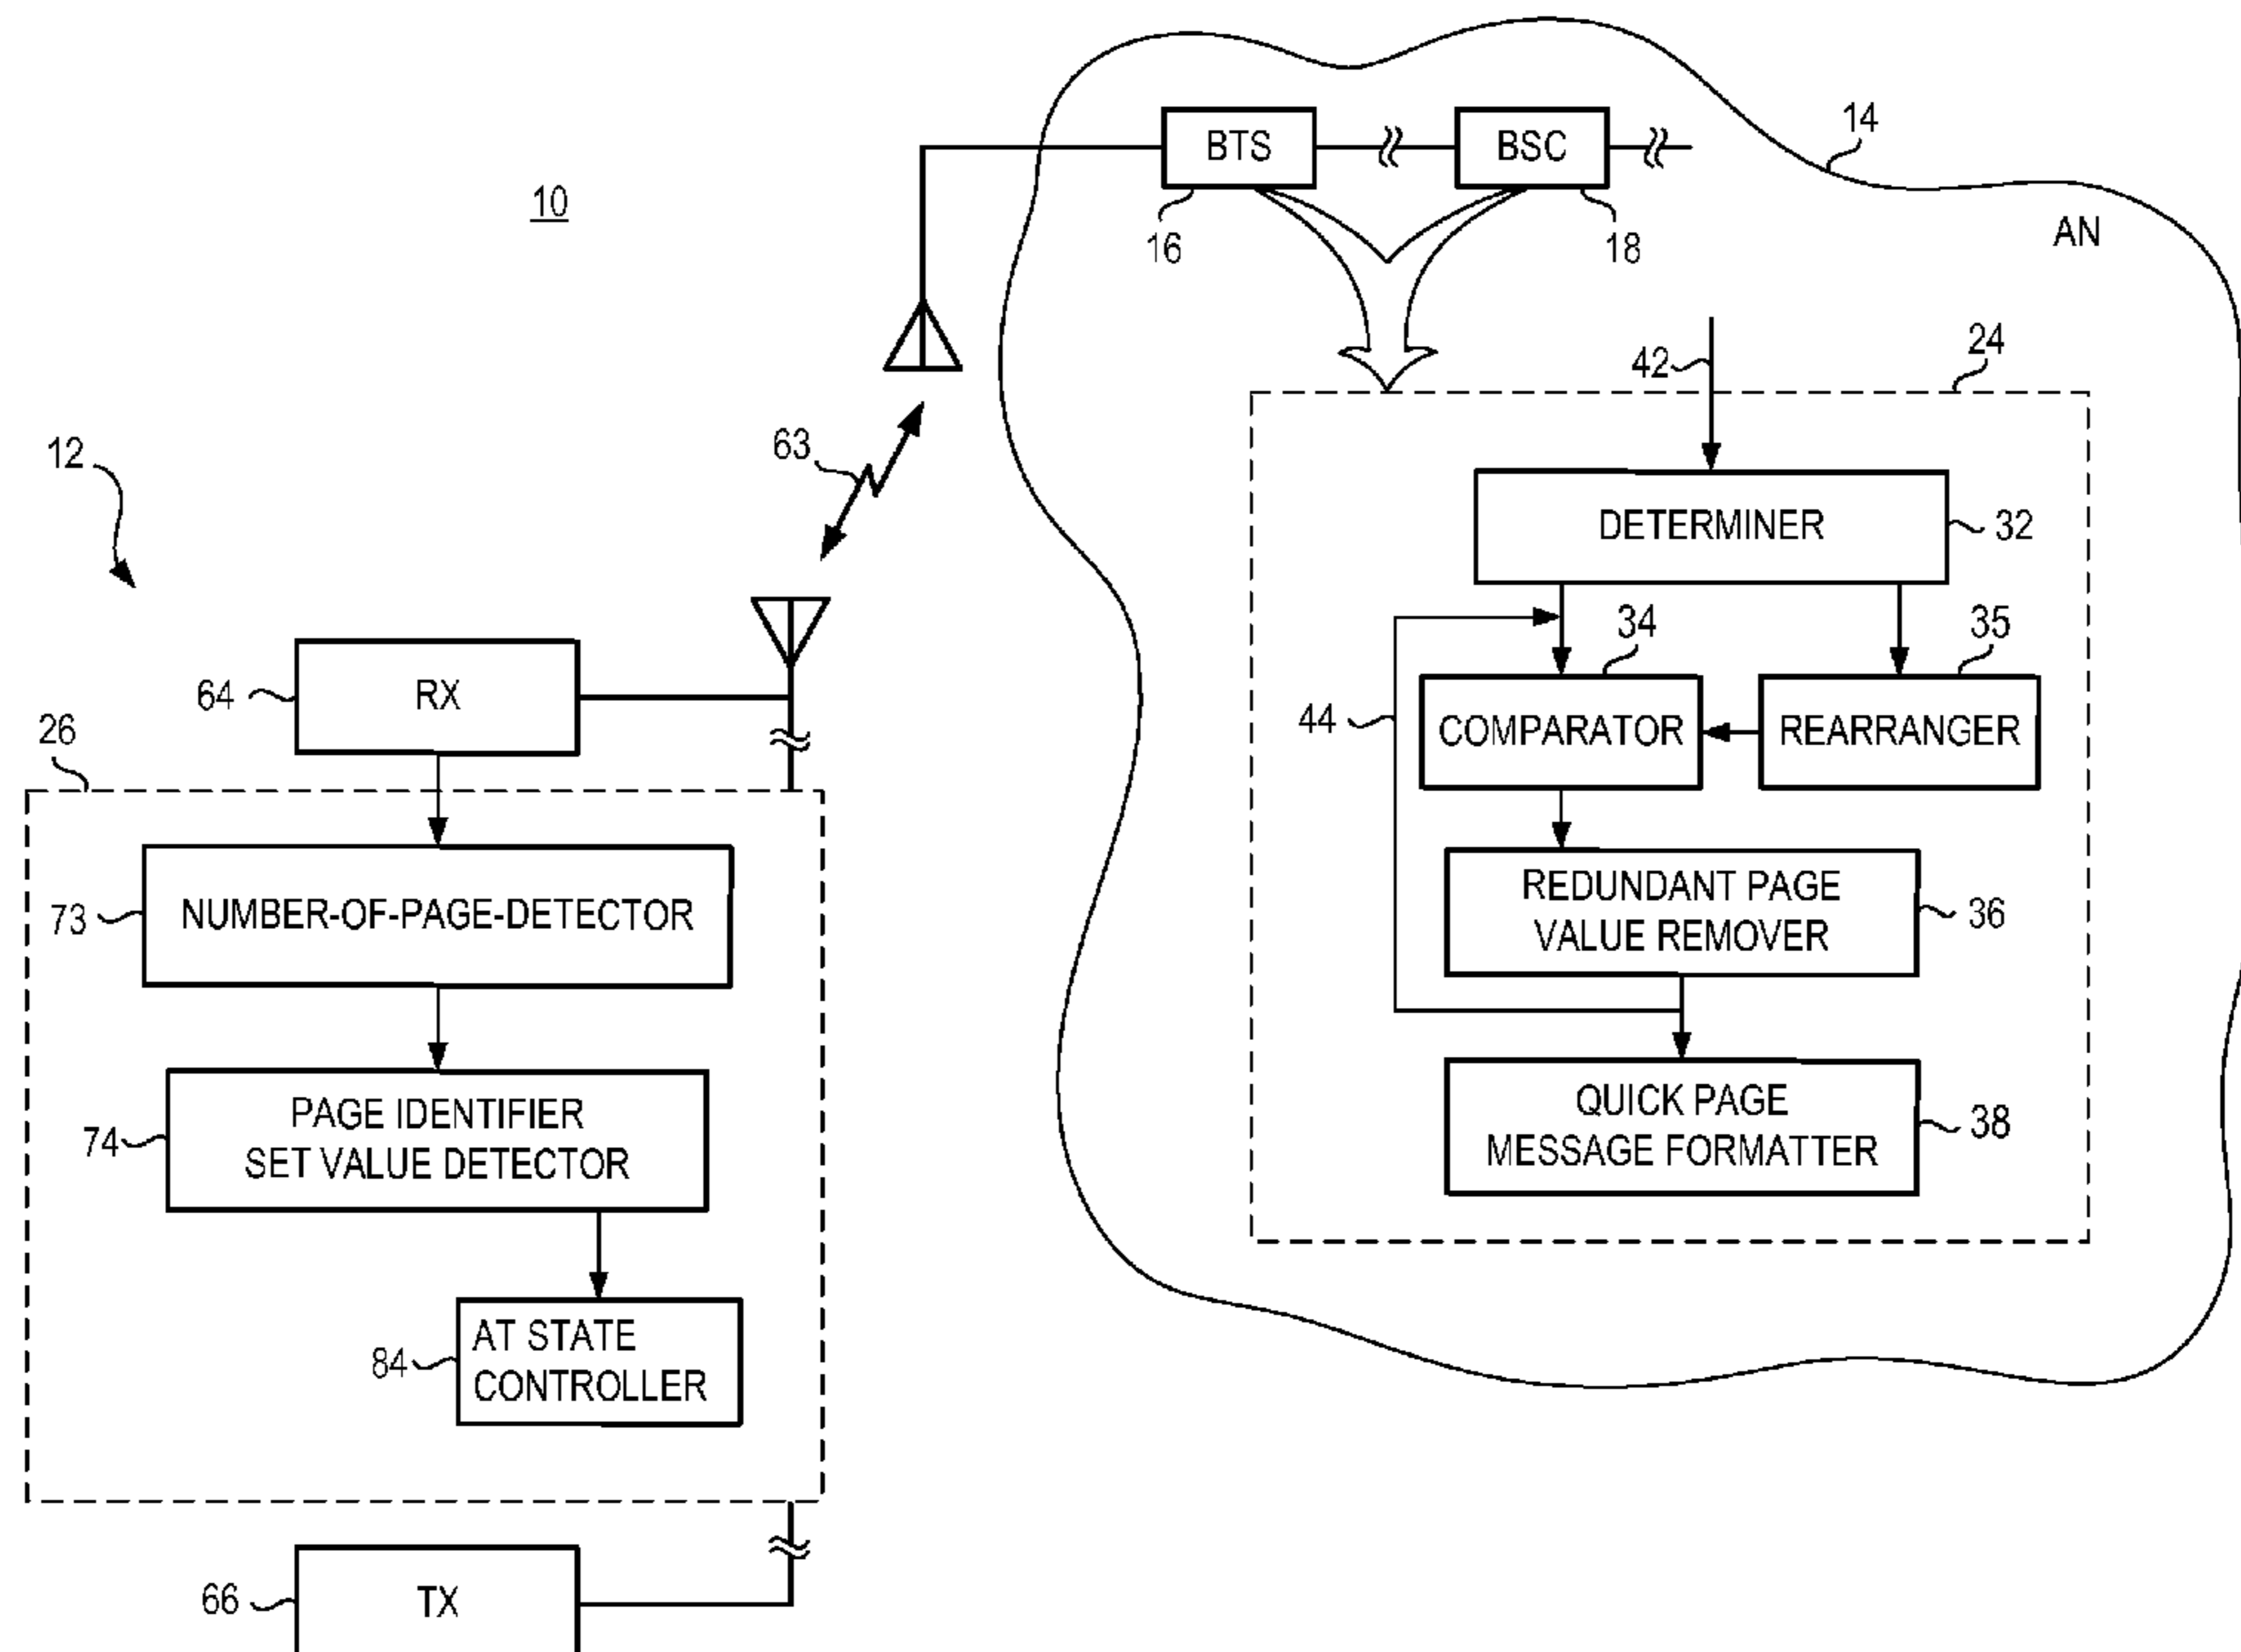 10
BTS
BSC
14
16
18
AN
42
24
12
63
DETERMINER
32
34
35
64
RX
44
COMPARATOR
REARRANGER
26
REDUNDANT PAGE
VALUE REMOVER
36
73
NUMBER-OF-PAGE-DETECTOR
QUICK PAGE
MESSAGE FORMATTER
38
74
PAGE IDENTIFIER
SET VALUE DETECTOR
84
AT STATE
CONTROLLER
66
TX